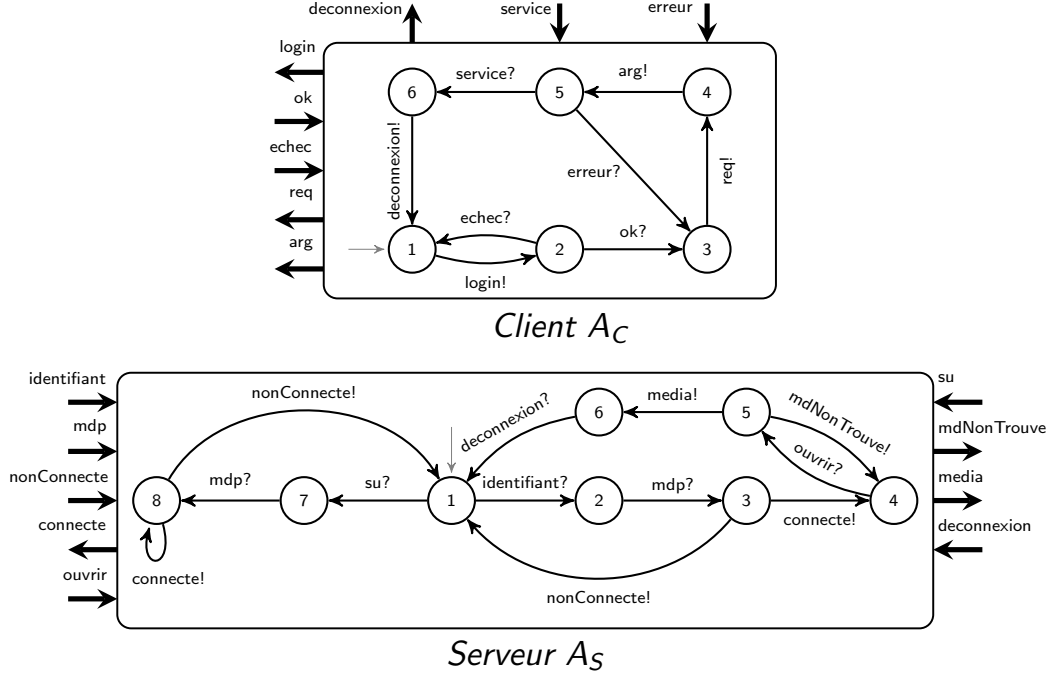 deconnexion
service
erreur
login
ok
echec
req
arg
6
service?
5
arg!
4
deconnexion!
erreur?
req!
1
echec?
login!
2
ok?
3
Client A_C
identifiant
mdp
nonConnecte
connecte
ouvrir
su
mdNonTrouve
media
deconnexion
nonConnecte!
deconnexion?
6
media!
5
mdNonTrouve!
ouvrir?
8
mdp?
7
su?
1
identifiant?
2
mdp?
3
connecte!
4
connecte!
nonConnecte!
Serveur A_S